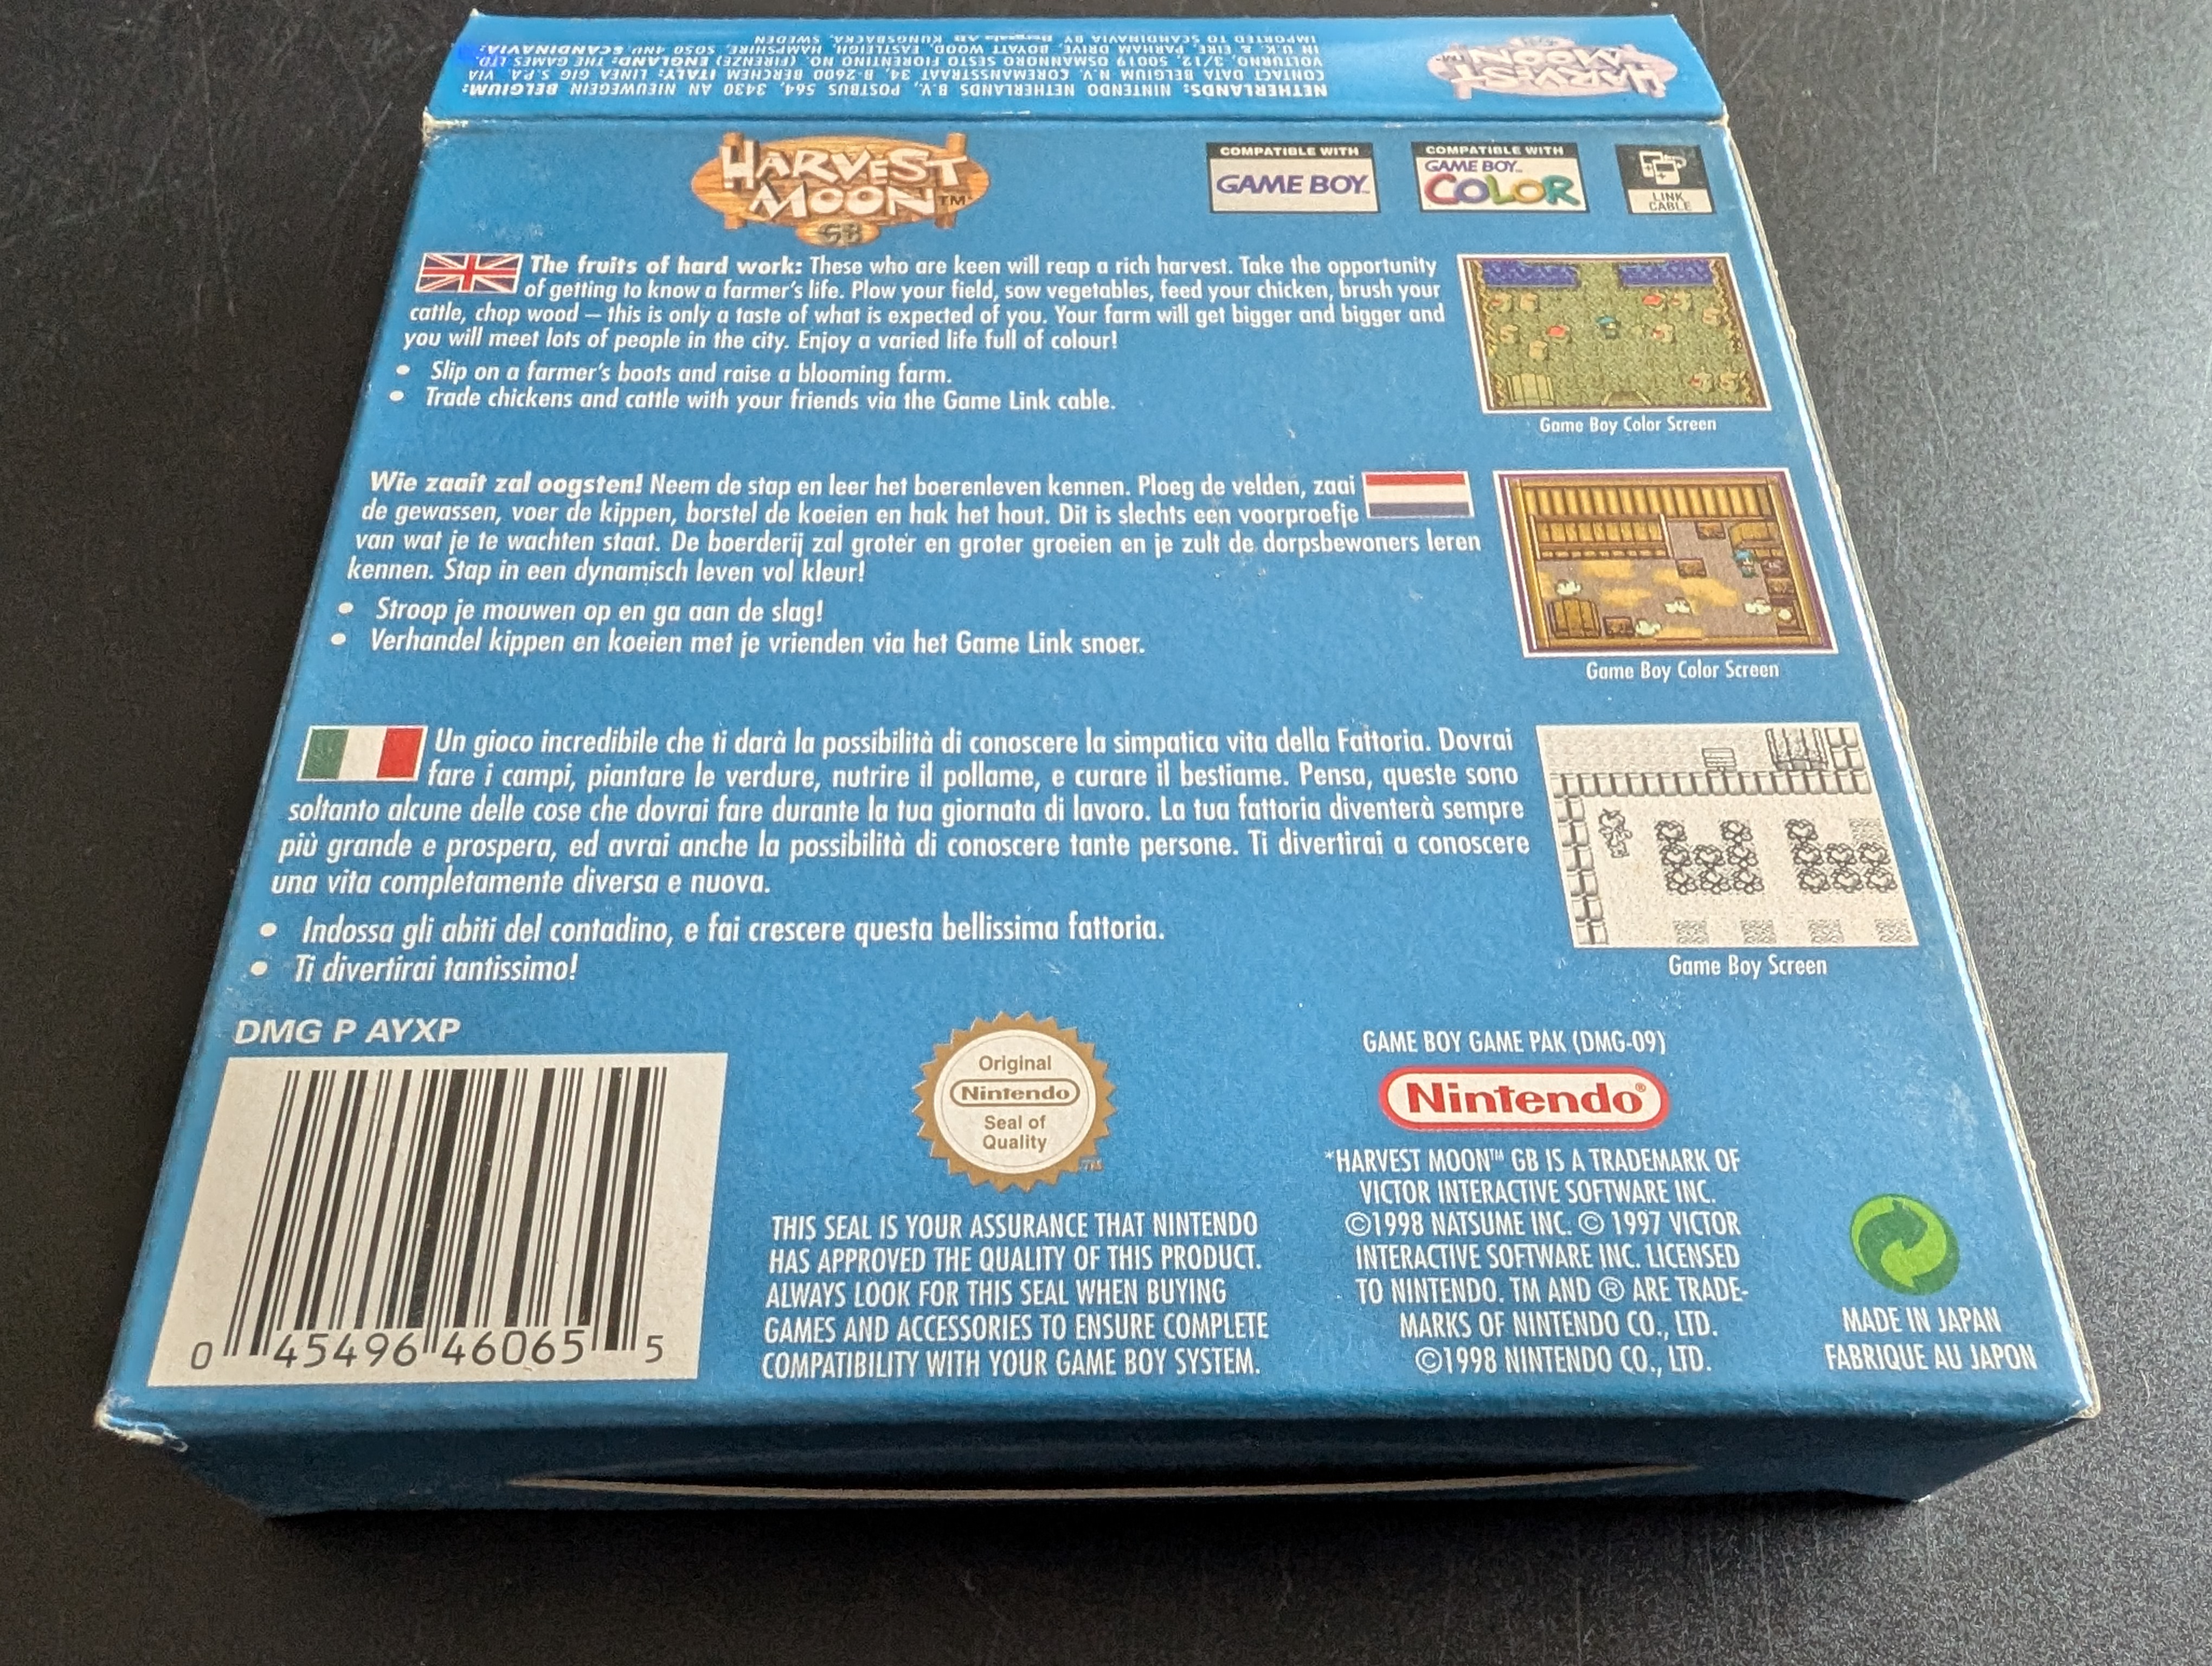 NETHERLANDS: NINTENDO NETHERLANDS B.V., POSTBUS 564, 3430 AN NIEUWEGEIN BELGIUM:
CONTACT DATA BELGIUM N.V. COREMANSSTRAAT 34, B-2600 BERCHEM ITALY: LINEA GIG S.P.A. VIA
VOLTURNO, 3/12, 50019 OSMANNORO SESTO FIORENTINO NO, (FIRENZE) ENGLAND: THE GAMES LTD.
IN U.K. & EIRE, PARHAM DRIVE, BOYATT WOOD, EASTLEIGH, HAMPSHIRE, SO50 4NU SCANDINAVIA:
IMPORTED TO SCANDINAVIA BY Bergsala AB KUNGSBACKA, SWEDEN
HARVEST
MOON™
GB
HARVEST
MOON™
GB
COMPATIBLE WITH
GAME BOY™
COMPATIBLE WITH
GAME BOY™
COLOR
LINK
CABLE
The fruits of hard work: These who are keen will reap a rich harvest. Take the opportunity
of getting to know a farmer's life. Plow your field, sow vegetables, feed your chicken, brush your
cattle, chop wood – this is only a taste of what is expected of you. Your farm will get bigger and bigger and
you will meet lots of people in the city. Enjoy a varied life full of colour!
• Slip on a farmer's boots and raise a blooming farm.
• Trade chickens and cattle with your friends via the Game Link cable.
Game Boy Color Screen
Wie zaait zal oogsten! Neem de stap en leer het boerenleven kennen. Ploeg de velden, zaai
de gewassen, voer de kippen, borstel de koeien en hak het hout. Dit is slechts een voorproefje
van wat je te wachten staat. De boerderij zal groter en groter groeien en je zult de dorpsbewoners leren
kennen. Stap in een dynamisch leven vol kleur!
• Stroop je mouwen op en ga aan de slag!
• Verhandel kippen en koeien met je vrienden via het Game Link snoer.
Game Boy Color Screen
Un gioco incredibile che ti darà la possibilità di conoscere la simpatica vita della Fattoria. Dovrai
fare i campi, piantare le verdure, nutrire il pollame, e curare il bestiame. Pensa, queste sono
soltanto alcune delle cose che dovrai fare durante la tua giornata di lavoro. La tua fattoria diventerà sempre
più grande e prospera, ed avrai anche la possibilità di conoscere tante persone. Ti divertirai a conoscere
una vita completamente diversa e nuova.
• Indossa gli abiti del contadino, e fai crescere questa bellissima fattoria.
• Ti divertirai tantissimo!
Game Boy Screen
DMG P AYXP
0 45496 46065 5
Original
Nintendo
Seal of
Quality
™
THIS SEAL IS YOUR ASSURANCE THAT NINTENDO
HAS APPROVED THE QUALITY OF THIS PRODUCT.
ALWAYS LOOK FOR THIS SEAL WHEN BUYING
GAMES AND ACCESSORIES TO ENSURE COMPLETE
COMPATIBILITY WITH YOUR GAME BOY SYSTEM.
GAME BOY GAME PAK (DMG-09)
Nintendo®
*HARVEST MOON™ GB IS A TRADEMARK OF
VICTOR INTERACTIVE SOFTWARE INC.
©1998 NATSUME INC. © 1997 VICTOR
INTERACTIVE SOFTWARE INC. LICENSED
TO NINTENDO. TM AND ® ARE TRADE-
MARKS OF NINTENDO CO., LTD.
©1998 NINTENDO CO., LTD.
MADE IN JAPAN
FABRIQUE AU JAPON